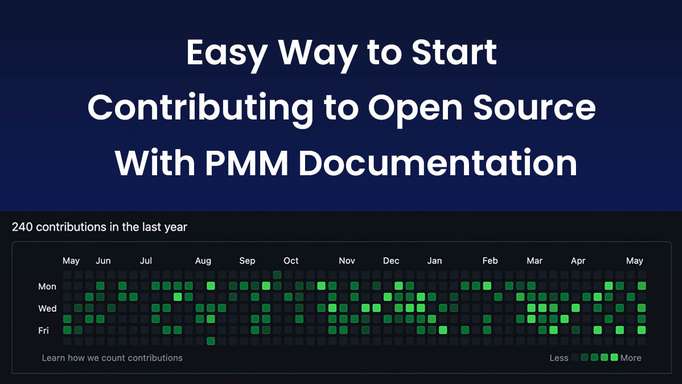 Easy Way to Start
Contributing to Open Source
With PMM Documentation
240 contributions in the last year
May Jun Jul Aug Sep Oct Nov Dec Jan Feb Mar Apr May
Mon
Wed
Fri
Learn how we count contributions Less More